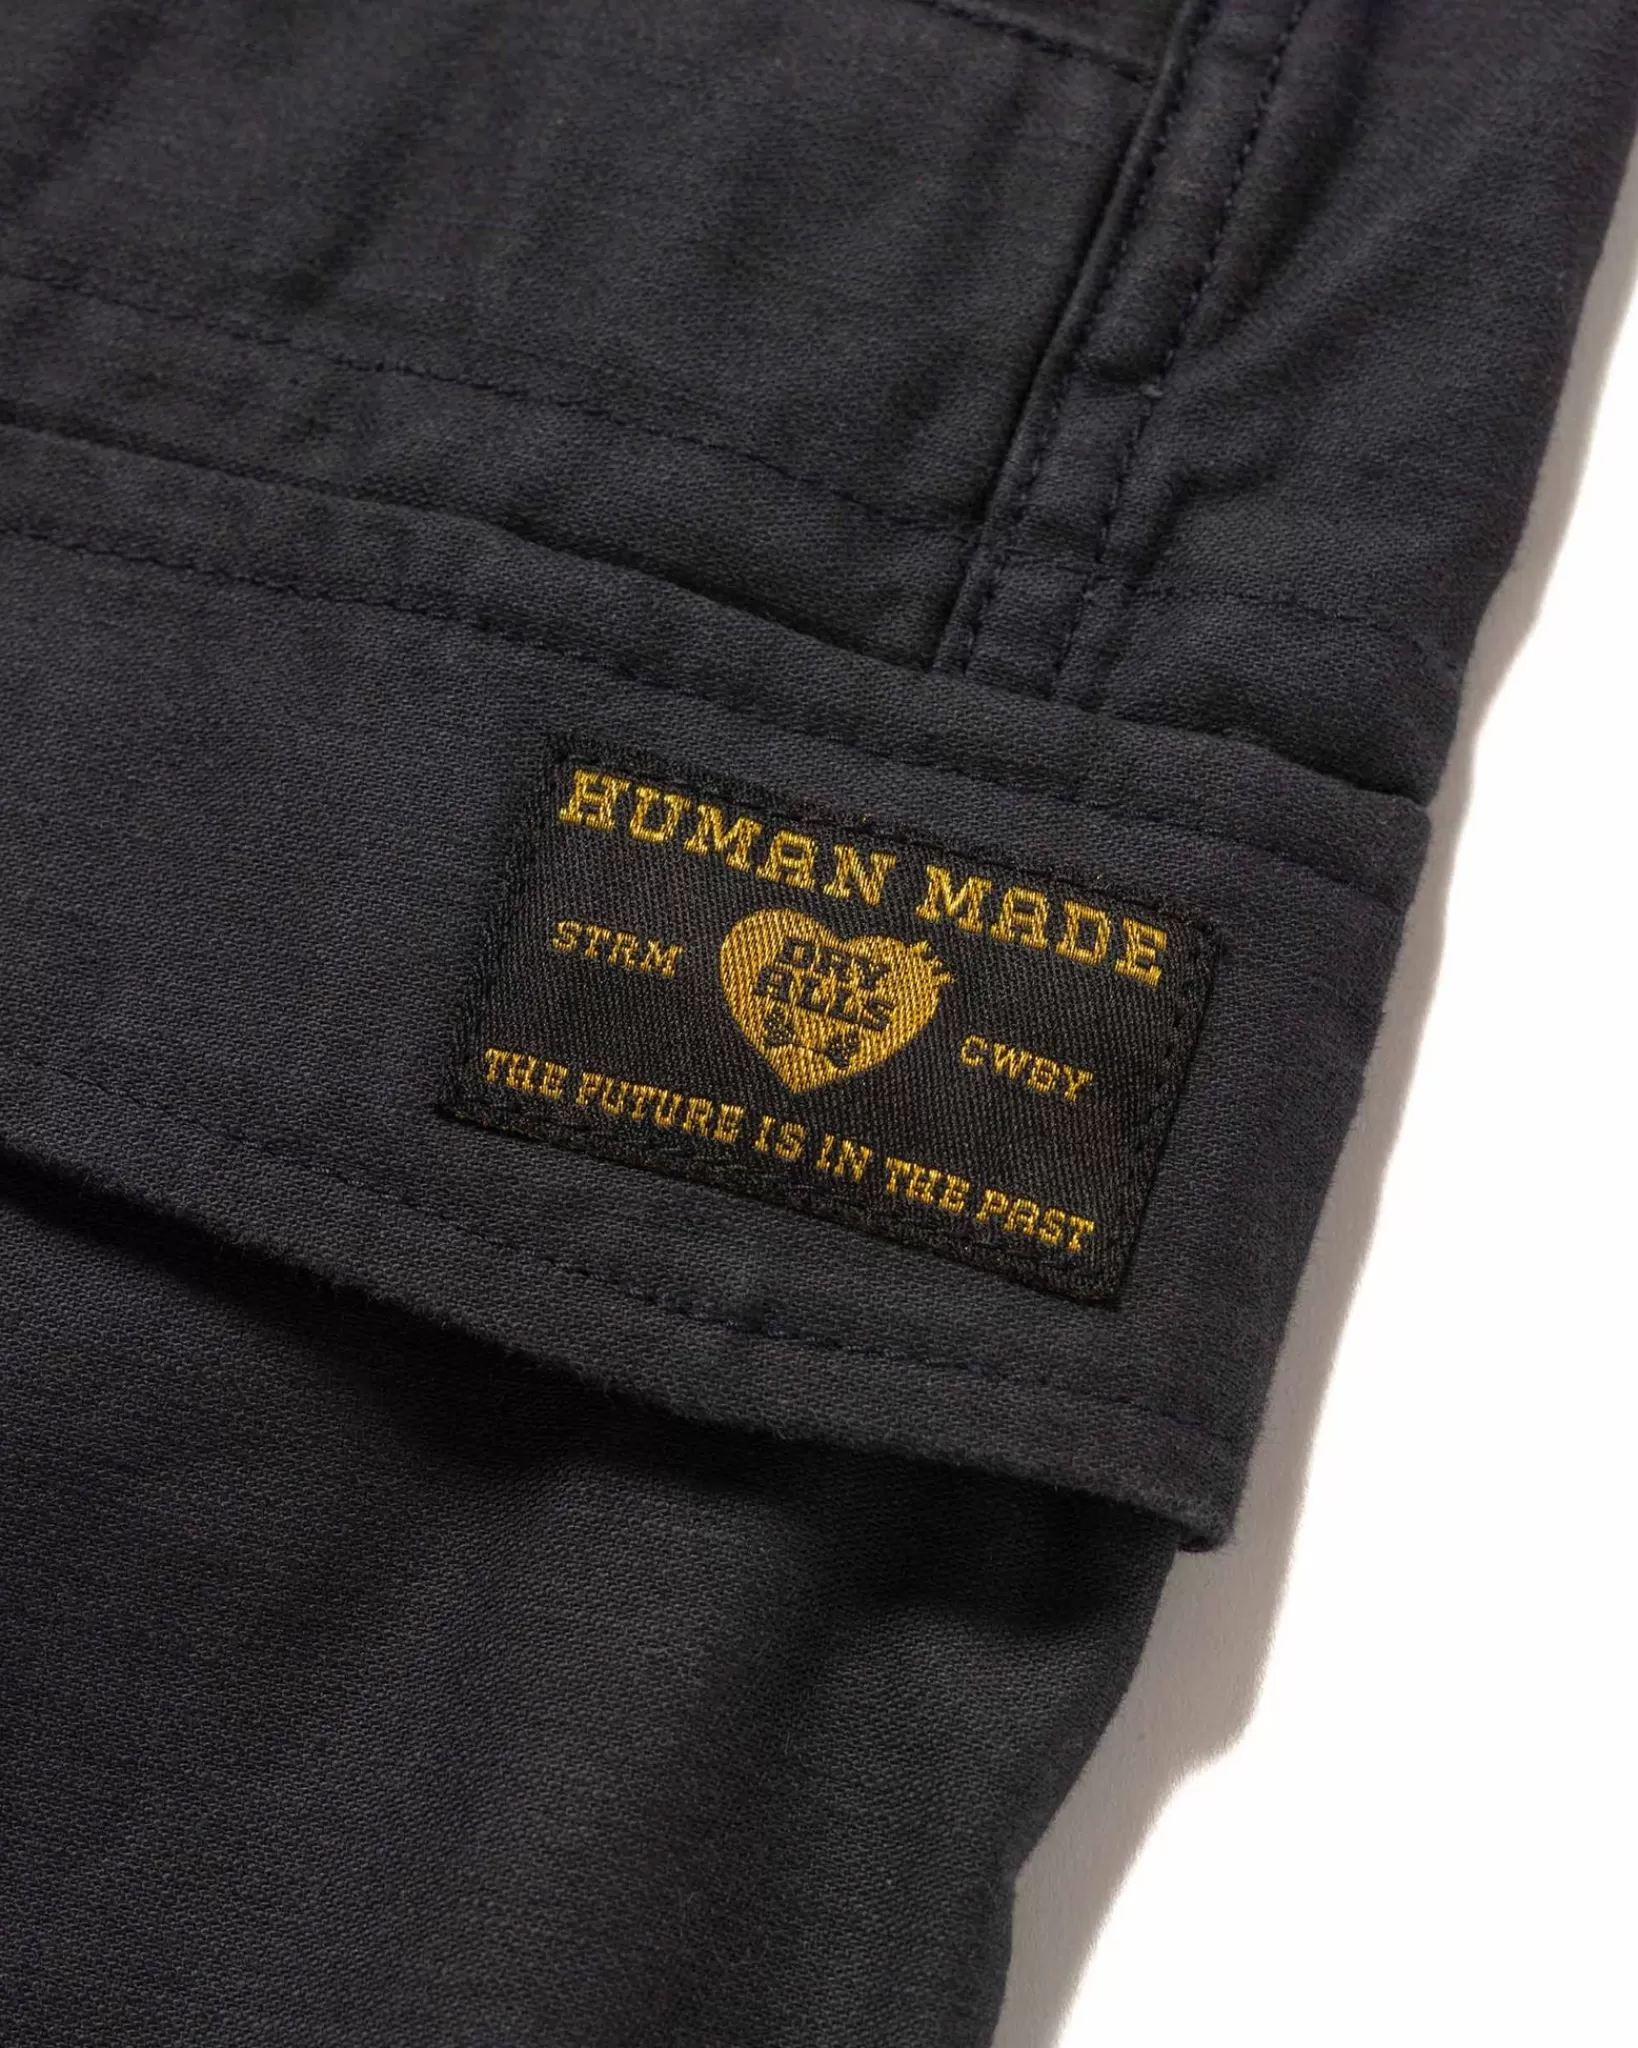 HUMAN MADE
STRM
DRY
ALLS
CWBY
THE FUTURE IS IN THE PAST